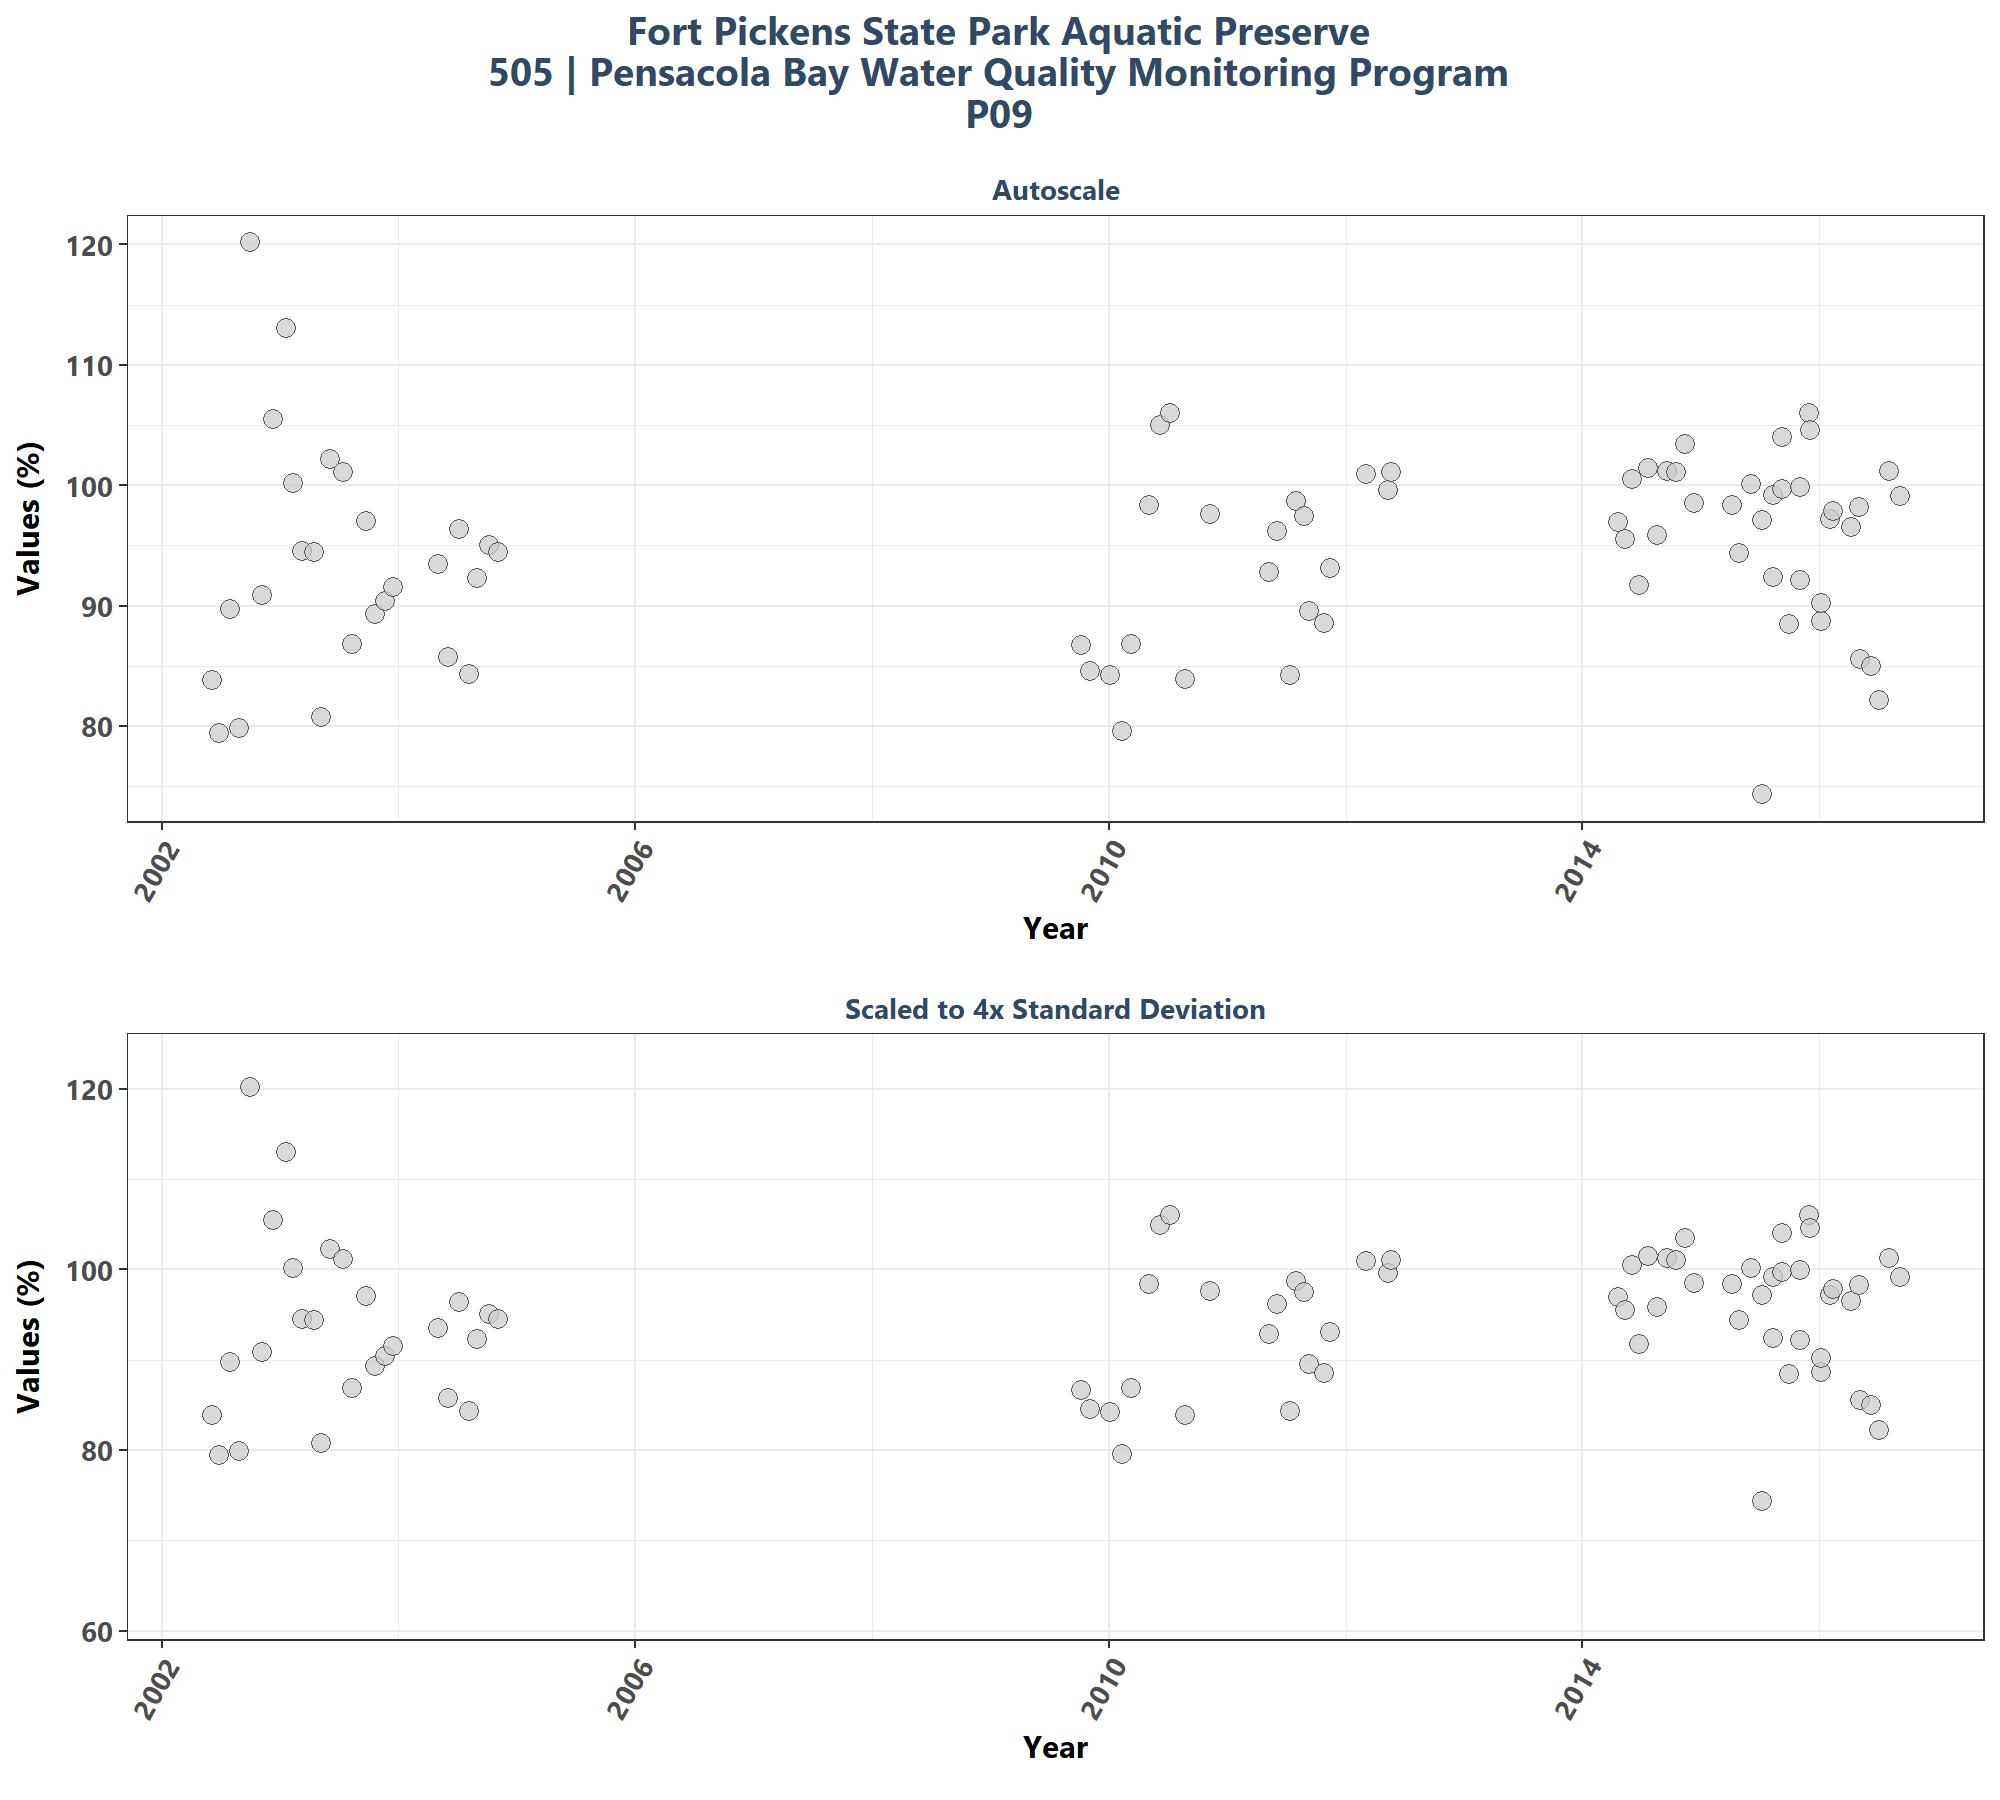 Fort Pickens State Park Aquatic Preserve
505 | Pensacola Bay Water Quality Monitoring Program
P09
Autoscale
Values (%)
120
110
100
90
80
2002
2006
2010
2014
Year
Scaled to 4x Standard Deviation
Values (%)
120
100
80
60
2002
2006
2010
2014
Year